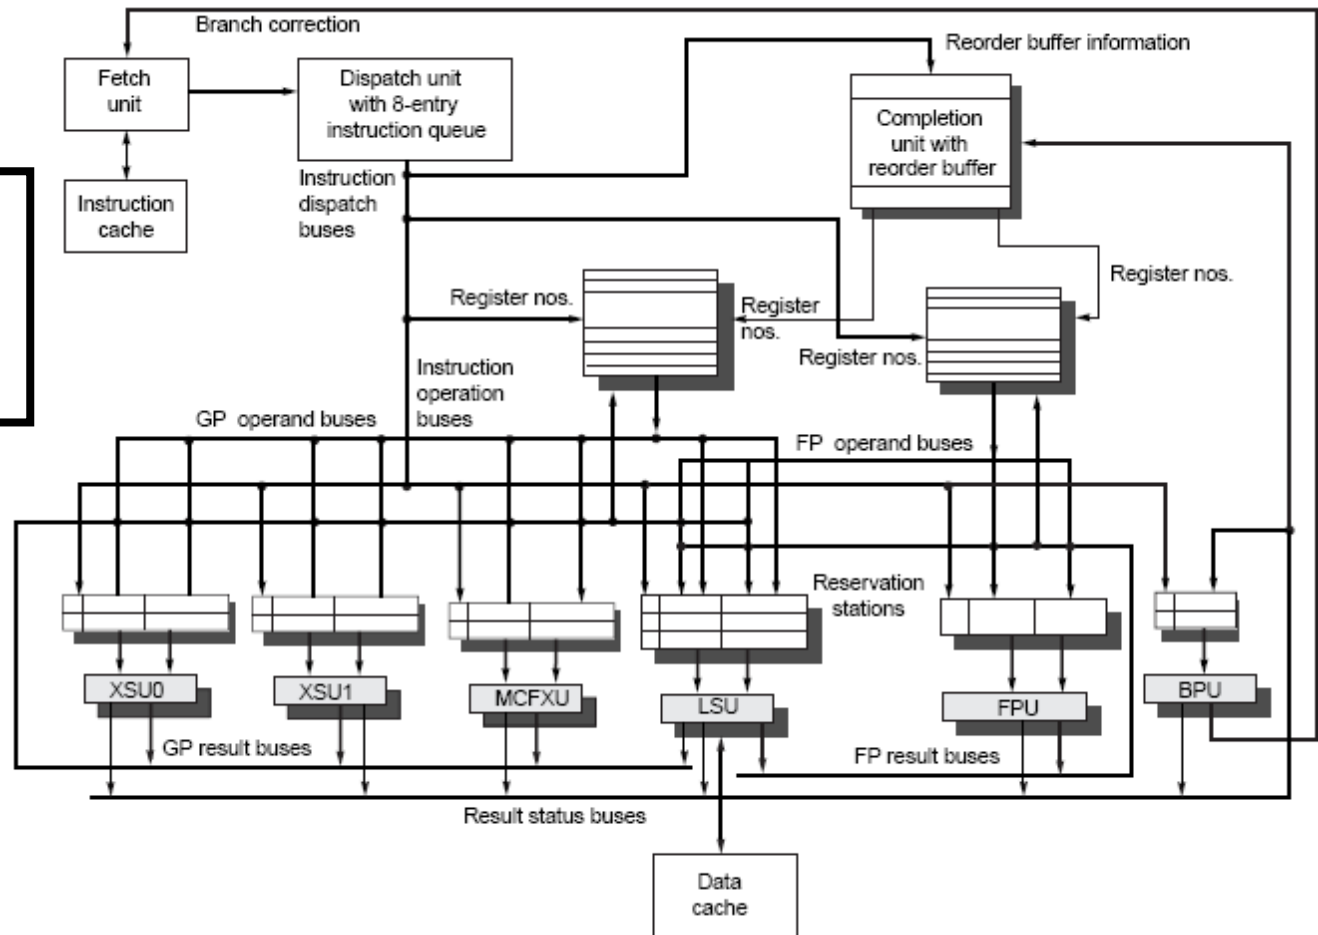 Branch correction
Reorder buffer information
Fetch
unit
Dispatch unit
with 8-entry
instruction queue
Completion
unit with
reorder buffer
Instruction
cache
Instruction
dispatch
buses
Register nos.
Register
nos.
Register nos.
Register nos.
Instruction
operation
buses
GP operand buses
FP operand buses
Reservation
stations
XSU0
XSU1
MCFXU
LSU
FPU
BPU
GP result buses
FP result buses
Result status buses
Data
cache